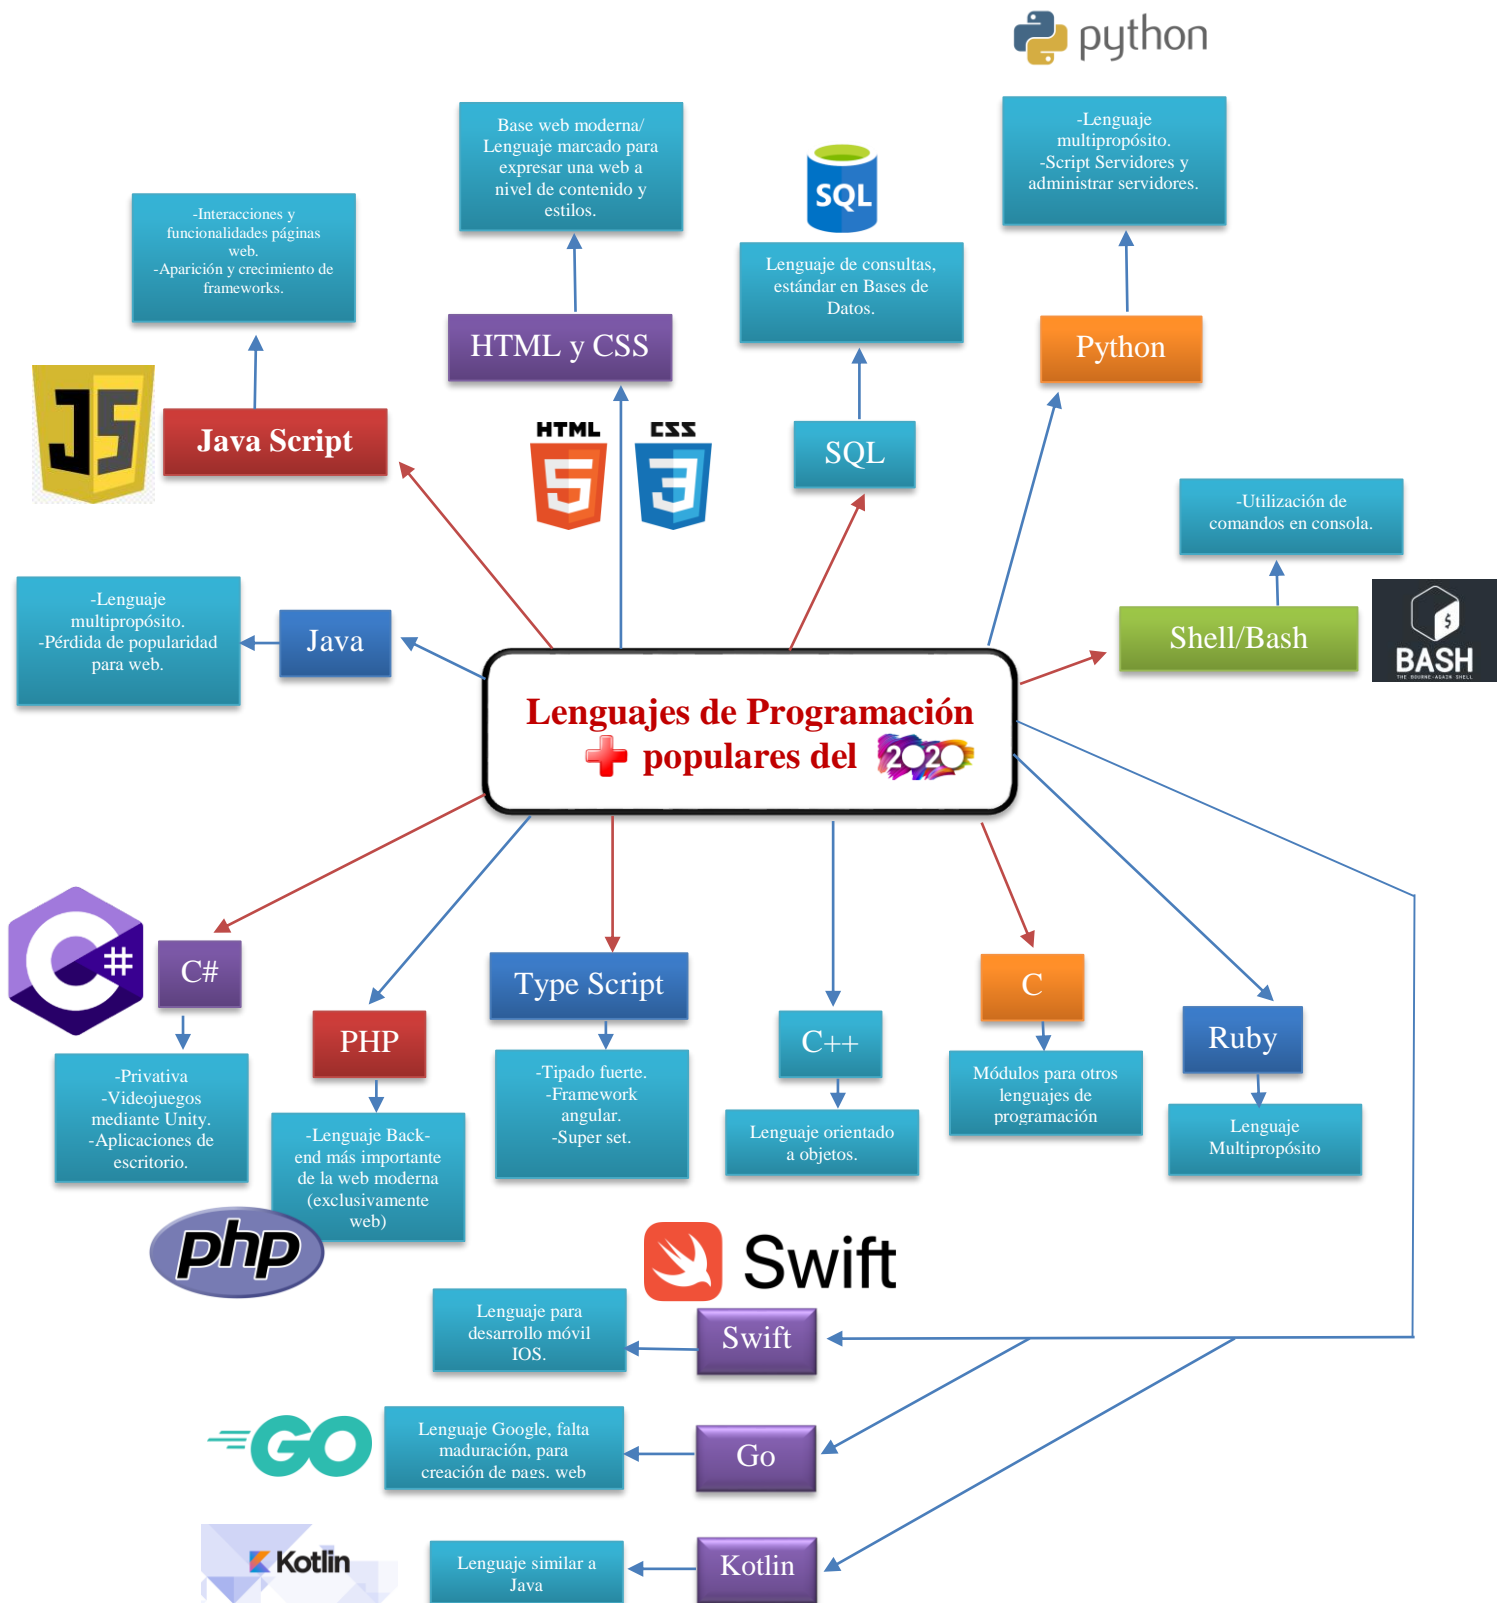 python
Base web moderna/
Lenguaje marcado para
expresar una web a
nivel de contenido y
estilos.
-Lenguaje
multipropósito.
-Script Servidores y
administrar servidores.
SQL
-Interacciones y
funcionalidades páginas
web.
-Aparición y crecimiento de
frameworks.
Lenguaje de consultas,
estándar en Bases de
Datos.
HTML y CSS
Python
JS
Java Script
HTML
5
CSS
3
SQL
-Utilización de
comandos en consola.
-Lenguaje
multipropósito.
-Pérdida de popularidad
para web.
Java
Shell/Bash
$
BASH
THE BOURNE-AGAIN SHELL
Lenguajes de Programación
populares del 2020
C#
C#
Type Script
C
PHP
C++
Ruby
-Privativa
-Videojuegos
mediante Unity.
-Aplicaciones de
escritorio.
-Tipado fuerte.
-Framework
angular.
-Super set.
Módulos para otros
lenguajes de
programación
-Lenguaje Back-
end más importante
de la web moderna
(exclusivamente
web)
Lenguaje orientado
a objetos.
Lenguaje
Multipropósito
php
Swift
Lenguaje para
desarrollo móvil
IOS.
Swift
GO
Lenguaje Google, falta
maduración, para
creación de pags. web
Go
Kotlin
Lenguaje similar a
Java
Kotlin